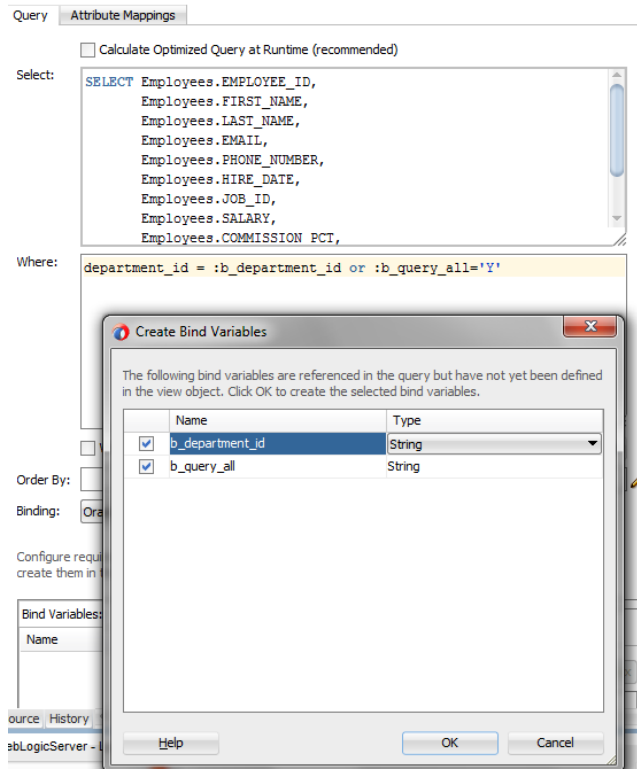 Query Attribute Mappings
Calculate Optimized Query at Runtime (recommended)
Select:
SELECT Employees.EMPLOYEE_ID,
Employees.FIRST_NAME,
Employees.LAST_NAME,
Employees.EMAIL,
Employees.PHONE_NUMBER,
Employees.HIRE_DATE,
Employees.JOB_ID,
Employees.SALARY,
Employees.COMMISSION_PCT,
Where:
department_id = :b_department_id or :b_query_all='Y'
Create Bind Variables
The following bind variables are referenced in the query but have not yet been defined
in the view object. Click OK to create the selected bind variables.
Name Type
b_department_id String
b_query_all String
Order By:
Binding: Ora
Configure requi
create them in
Bind Variables:
Name
ource History
ebLogicServer - L
Help OK Cancel